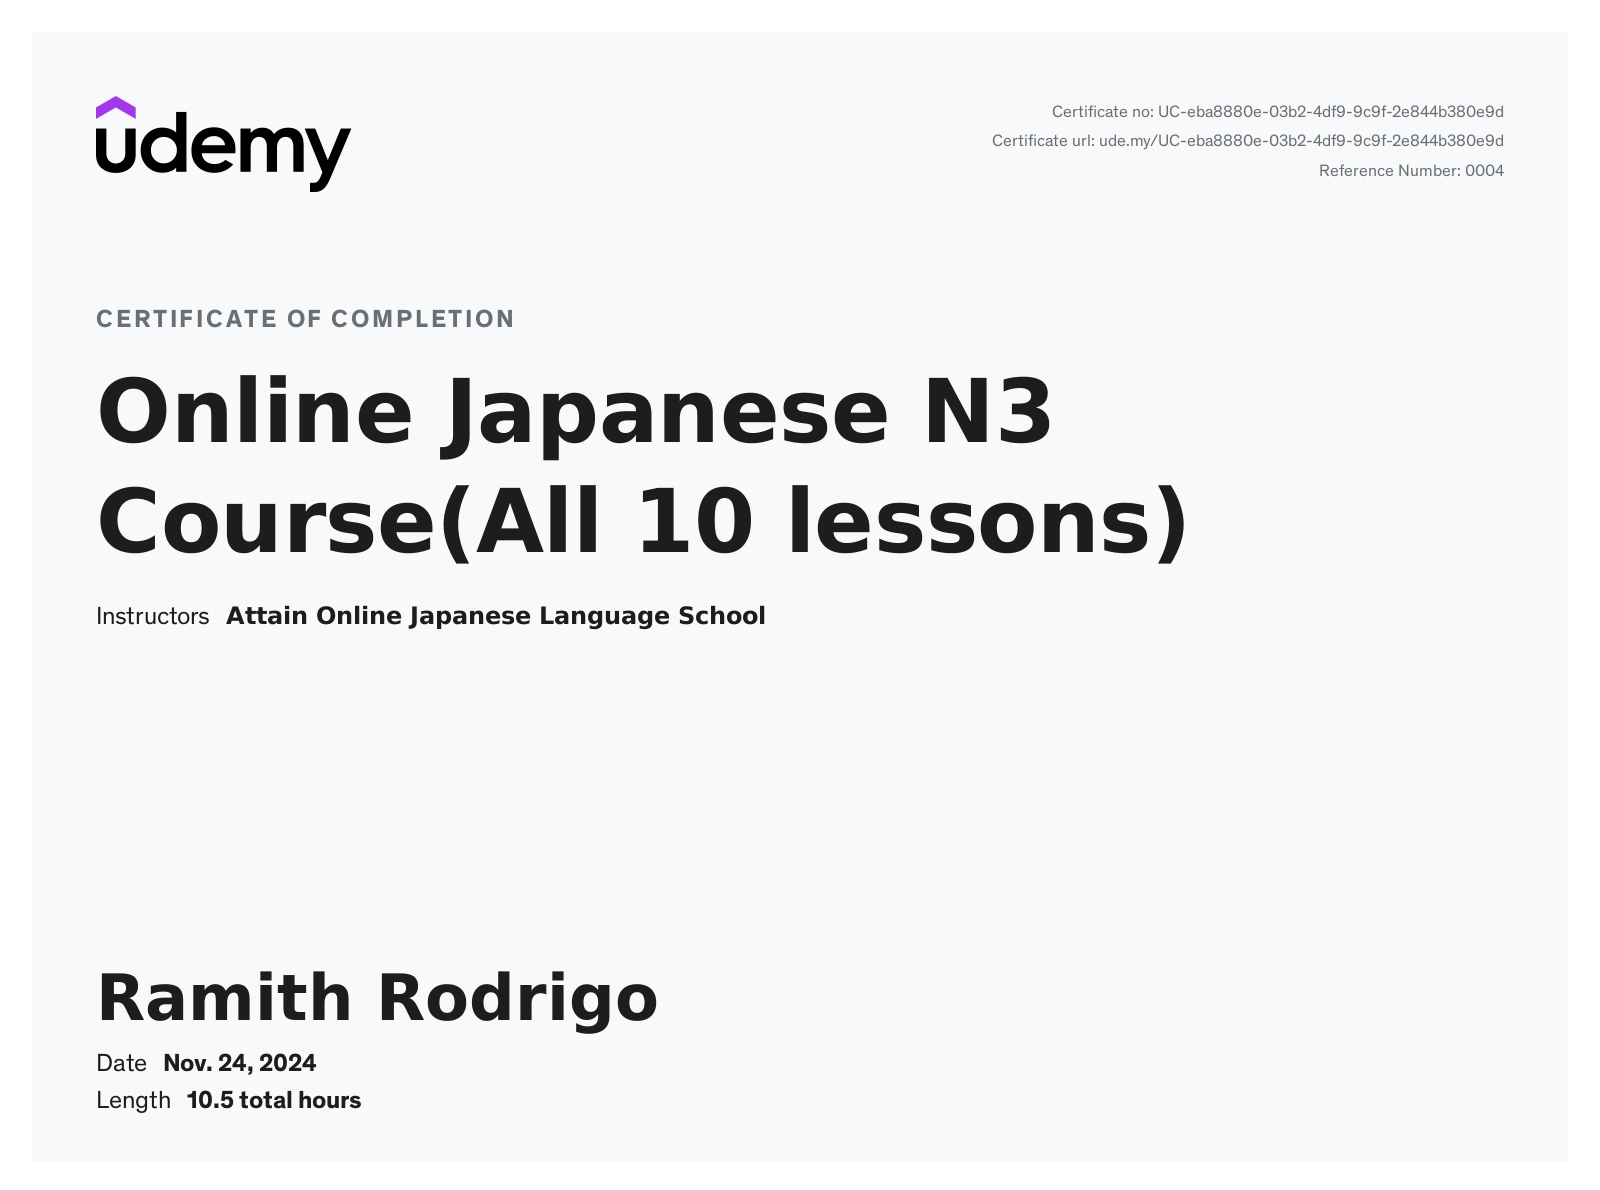 udemy
Certificate no: UC-eba8880e-03b2-4df9-9c9f-2e844b380e9d
Certificate url: ude.my/UC-eba8880e-03b2-4df9-9c9f-2e844b380e9d
Reference Number: 0004
CERTIFICATE OF COMPLETION
Online Japanese N3
Course(All 10 lessons)
Instructors Attain Online Japanese Language School
Ramith Rodrigo
Date Nov. 24, 2024
Length 10.5 total hours